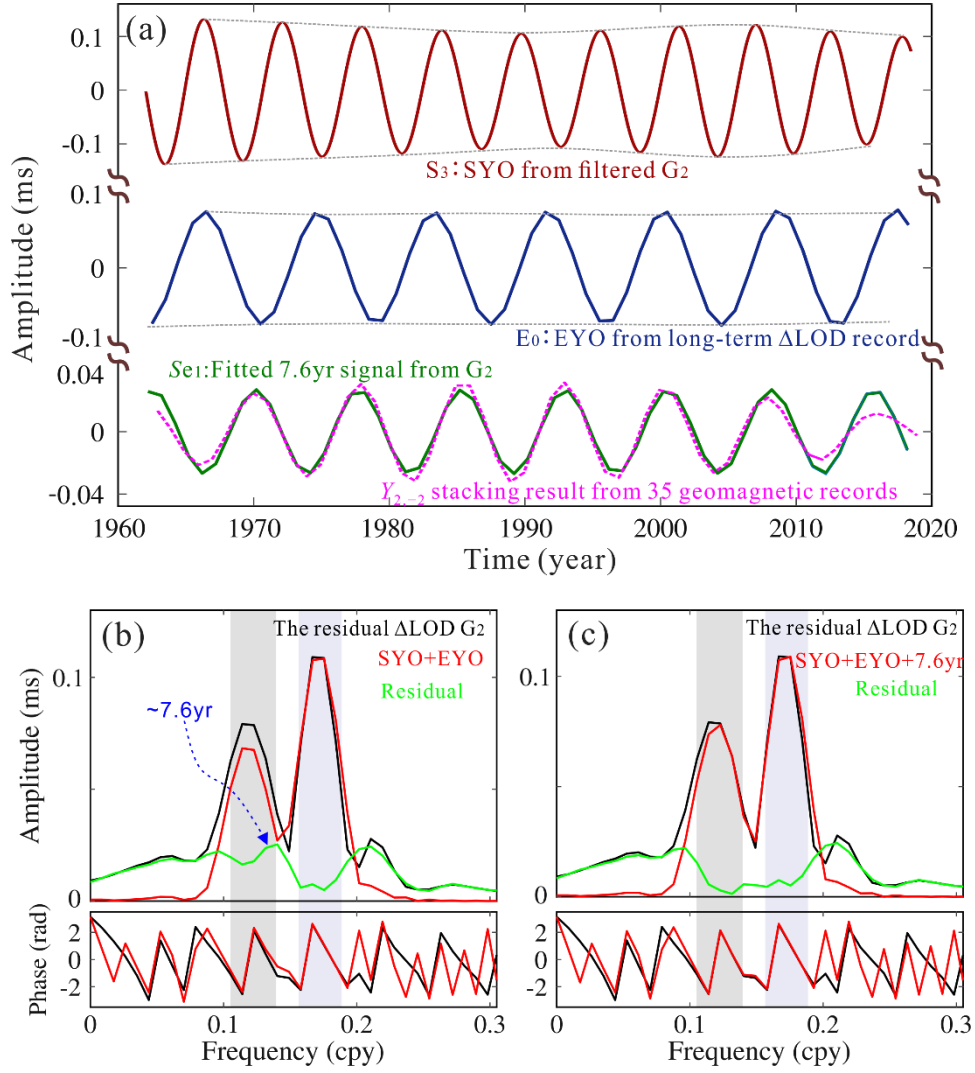 (a)
0.1
0
-0.1
S3:SYO from filtered G2
0.1
0
-0.1
E0:EYO from long-term ΔLOD record
0.04
0
-0.04
Se1:Fitted 7.6yr signal from G2
Y2,-2 stacking result from 35 geomagnetic records
Amplitude (ms)
1960 1970 1980 1990 2000 2010 2020
Time (year)
(b)
The residual ΔLOD G2
SYO+EYO
Residual
~7.6yr
0.1
0
Amplitude (ms)
2
0
-2
Phase (rad)
0 0.1 0.2 0.3
Frequency (cpy)
(c)
The residual ΔLOD G2
SYO+EYO+7.6yr
Residual
0.1
0
Amplitude (ms)
2
0
-2
Phase (rad)
0 0.1 0.2 0.3
Frequency (cpy)